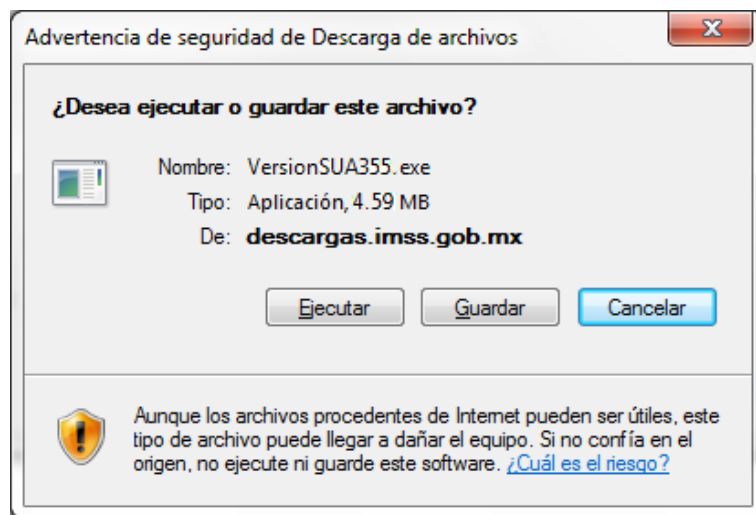 Advertencia de seguridad de Descarga de archivos
¿Desea ejecutar o guardar este archivo?
Nombre: VersionSUA355.exe
Tipo: Aplicación, 4.59 MB
De: descargas.imss.gob.mx
Ejecutar Guardar Cancelar
Aunque los archivos procedentes de Internet pueden ser útiles, este
tipo de archivo puede llegar a dañar el equipo. Si no confía en el
origen, no ejecute ni guarde este software. ¿Cuál es el riesgo?